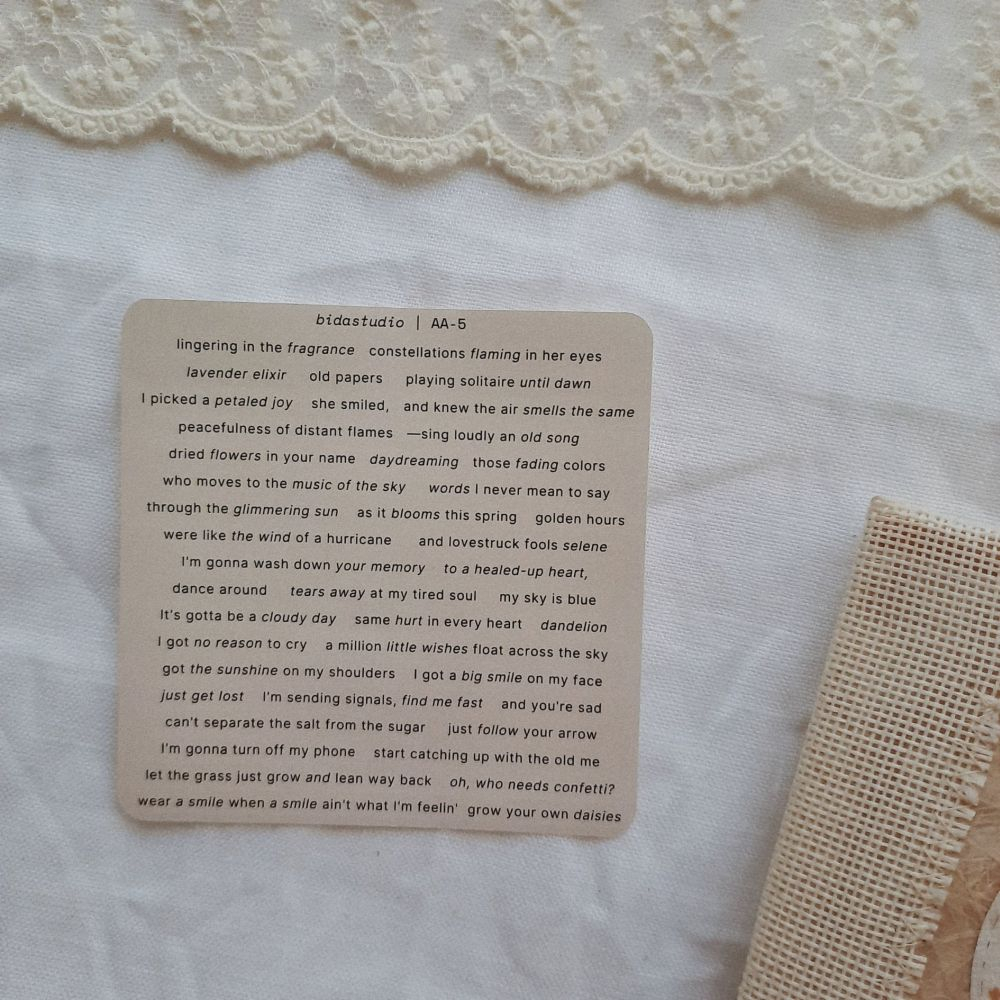 bidastudio | AA-5
lingering in the fragrance constellations flaming in her eyes
lavender elixir old papers playing solitaire until dawn
I picked a petaled joy she smiled, and knew the air smells the same
peacefulness of distant flames —sing loudly an old song
dried flowers in your name daydreaming those fading colors
who moves to the music of the sky words I never mean to say
through the glimmering sun as it blooms this spring golden hours
were like the wind of a hurricane and lovestruck fools selene
I'm gonna wash down your memory to a healed-up heart,
dance around tears away at my tired soul my sky is blue
It's gotta be a cloudy day same hurt in every heart dandelion
I got no reason to cry a million little wishes float across the sky
got the sunshine on my shoulders I got a big smile on my face
just get lost I'm sending signals, find me fast and you're sad
can't separate the salt from the sugar just follow your arrow
I'm gonna turn off my phone start catching up with the old me
let the grass just grow and lean way back oh, who needs confetti?
wear a smile when a smile ain't what I'm feelin' grow your own daisies